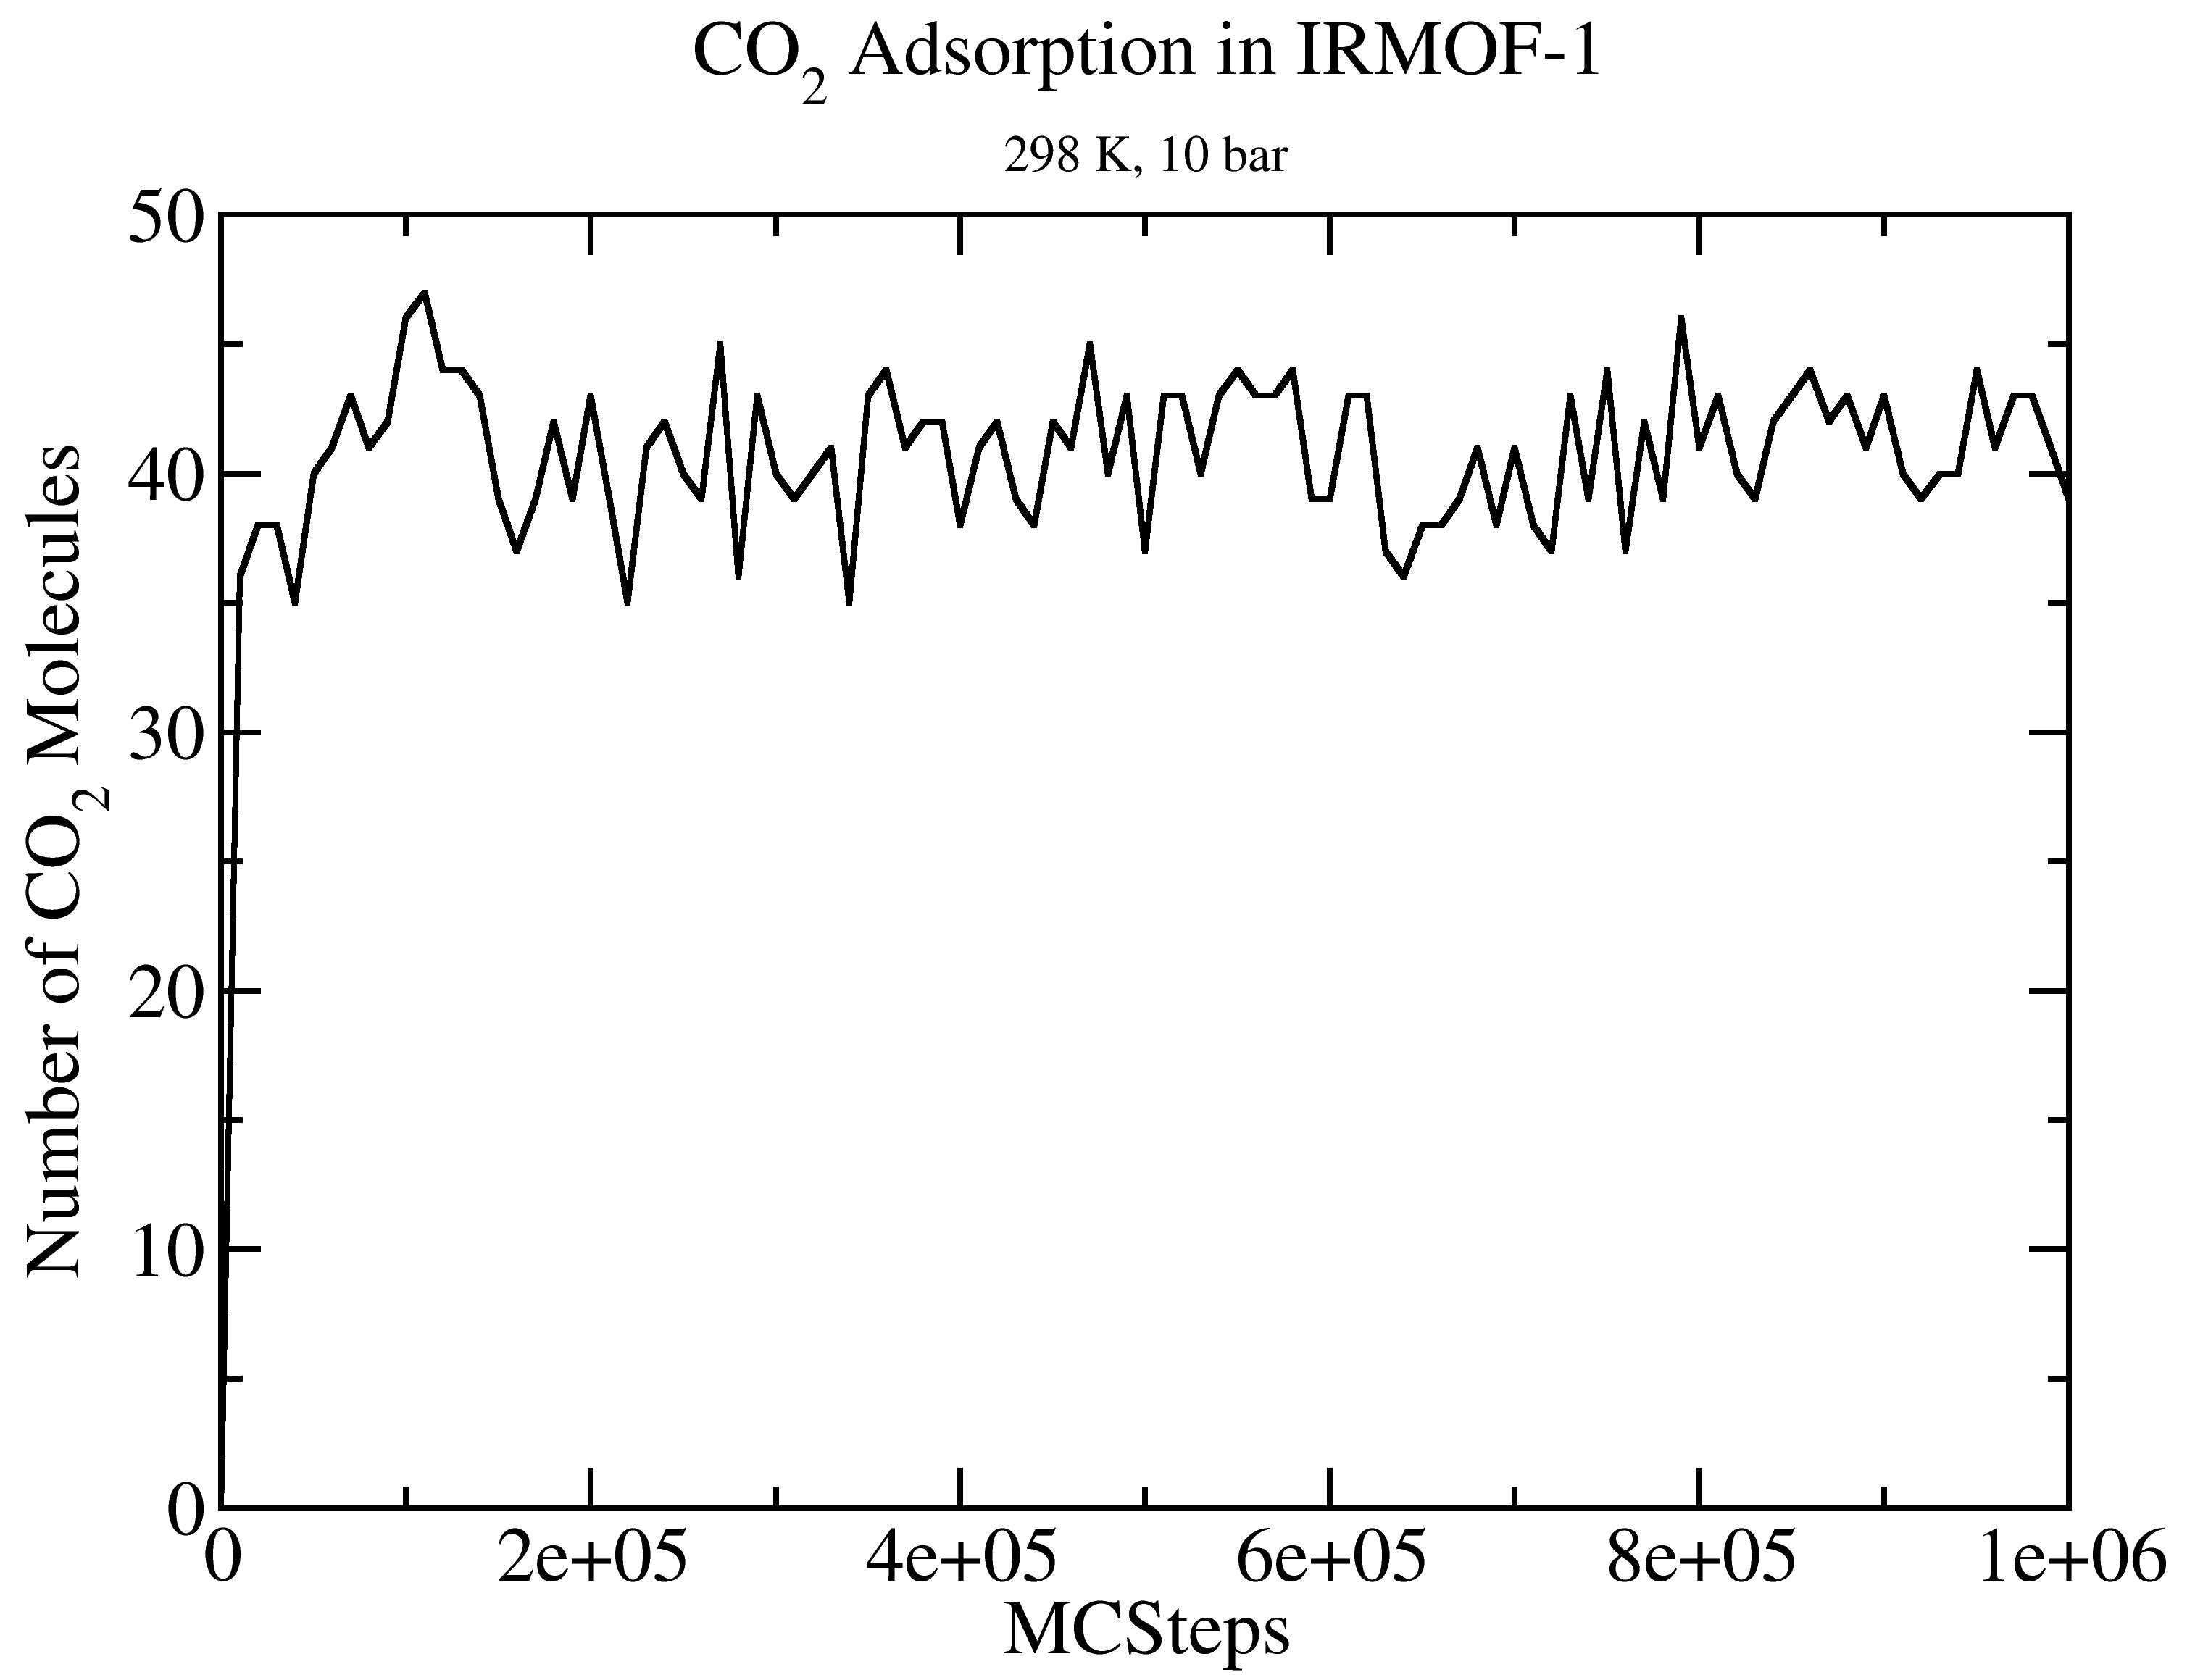 CO2 Adsorption in IRMOF-1
298 K, 10 bar
Number of CO2 Molecules
50
40
30
20
10
0
0 2e+05 4e+05 6e+05 8e+05 1e+06
MCSteps